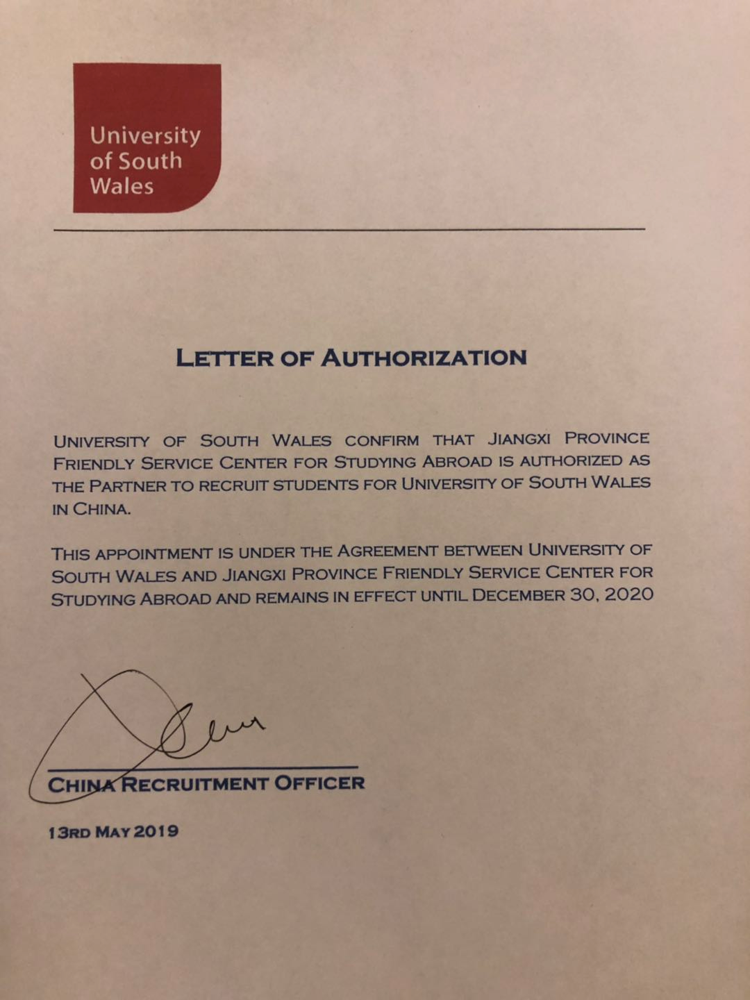 University
of South
Wales
LETTER OF AUTHORIZATION
UNIVERSITY OF SOUTH WALES CONFIRM THAT JIANGXI PROVINCE
FRIENDLY SERVICE CENTER FOR STUDYING ABROAD IS AUTHORIZED AS
THE PARTNER TO RECRUIT STUDENTS FOR UNIVERSITY OF SOUTH WALES
IN CHINA.
THIS APPOINTMENT IS UNDER THE AGREEMENT BETWEEN UNIVERSITY OF
SOUTH WALES AND JIANGXI PROVINCE FRIENDLY SERVICE CENTER FOR
STUDYING ABROAD AND REMAINS IN EFFECT UNTIL DECEMBER 30, 2020
CHINA RECRUITMENT OFFICER
13RD MAY 2019